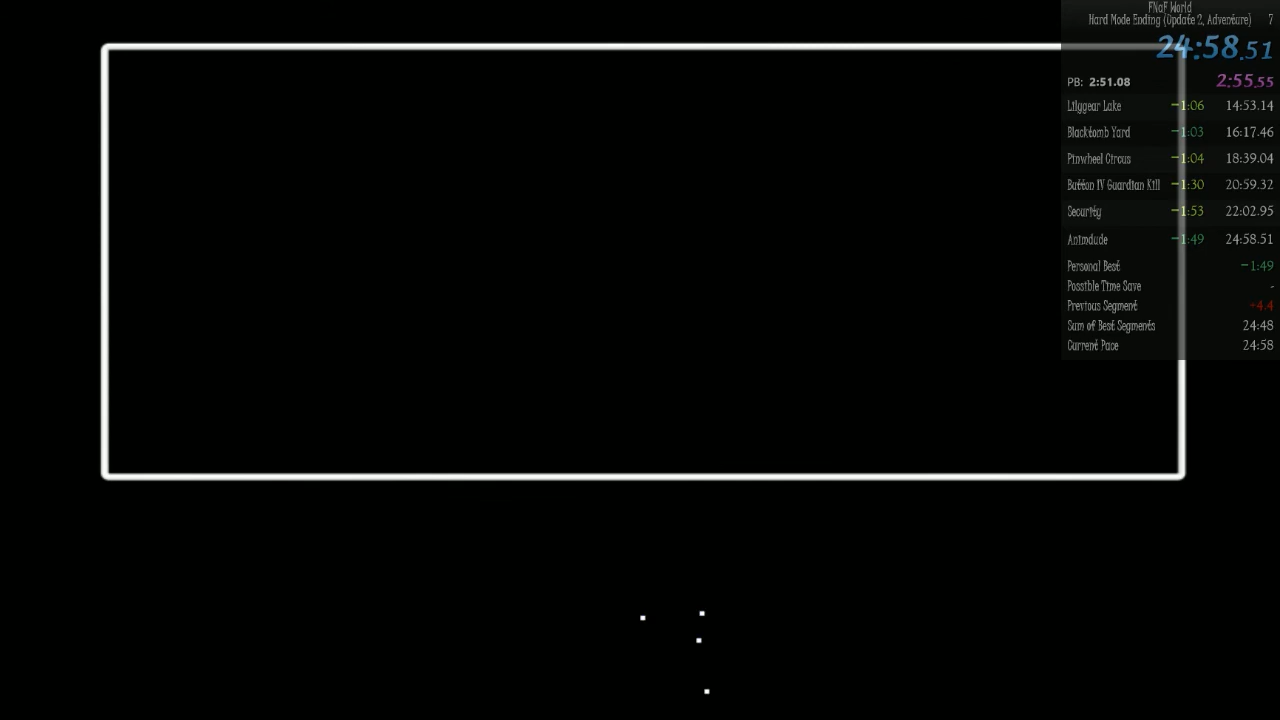 FNaF World
Hard Mode Ending (Update 2, Adventure) 7
24:58.51
PB: 2:51.08 2:55.55
Lilygear Lake -1:06 14:53.14
Blacktomb Yard -1:03 16:17.46
Pinwheel Circus -1:04 18:39.04
Button IV Guardian Kill -1:30 20:59.32
Security -1:53 22:02.95
Animdude -1:49 24:58.51
Personal Best -1:49
Possible Time Save -
Previous Segment +4.4
Sum of Best Segments 24:48
Current Pace 24:58